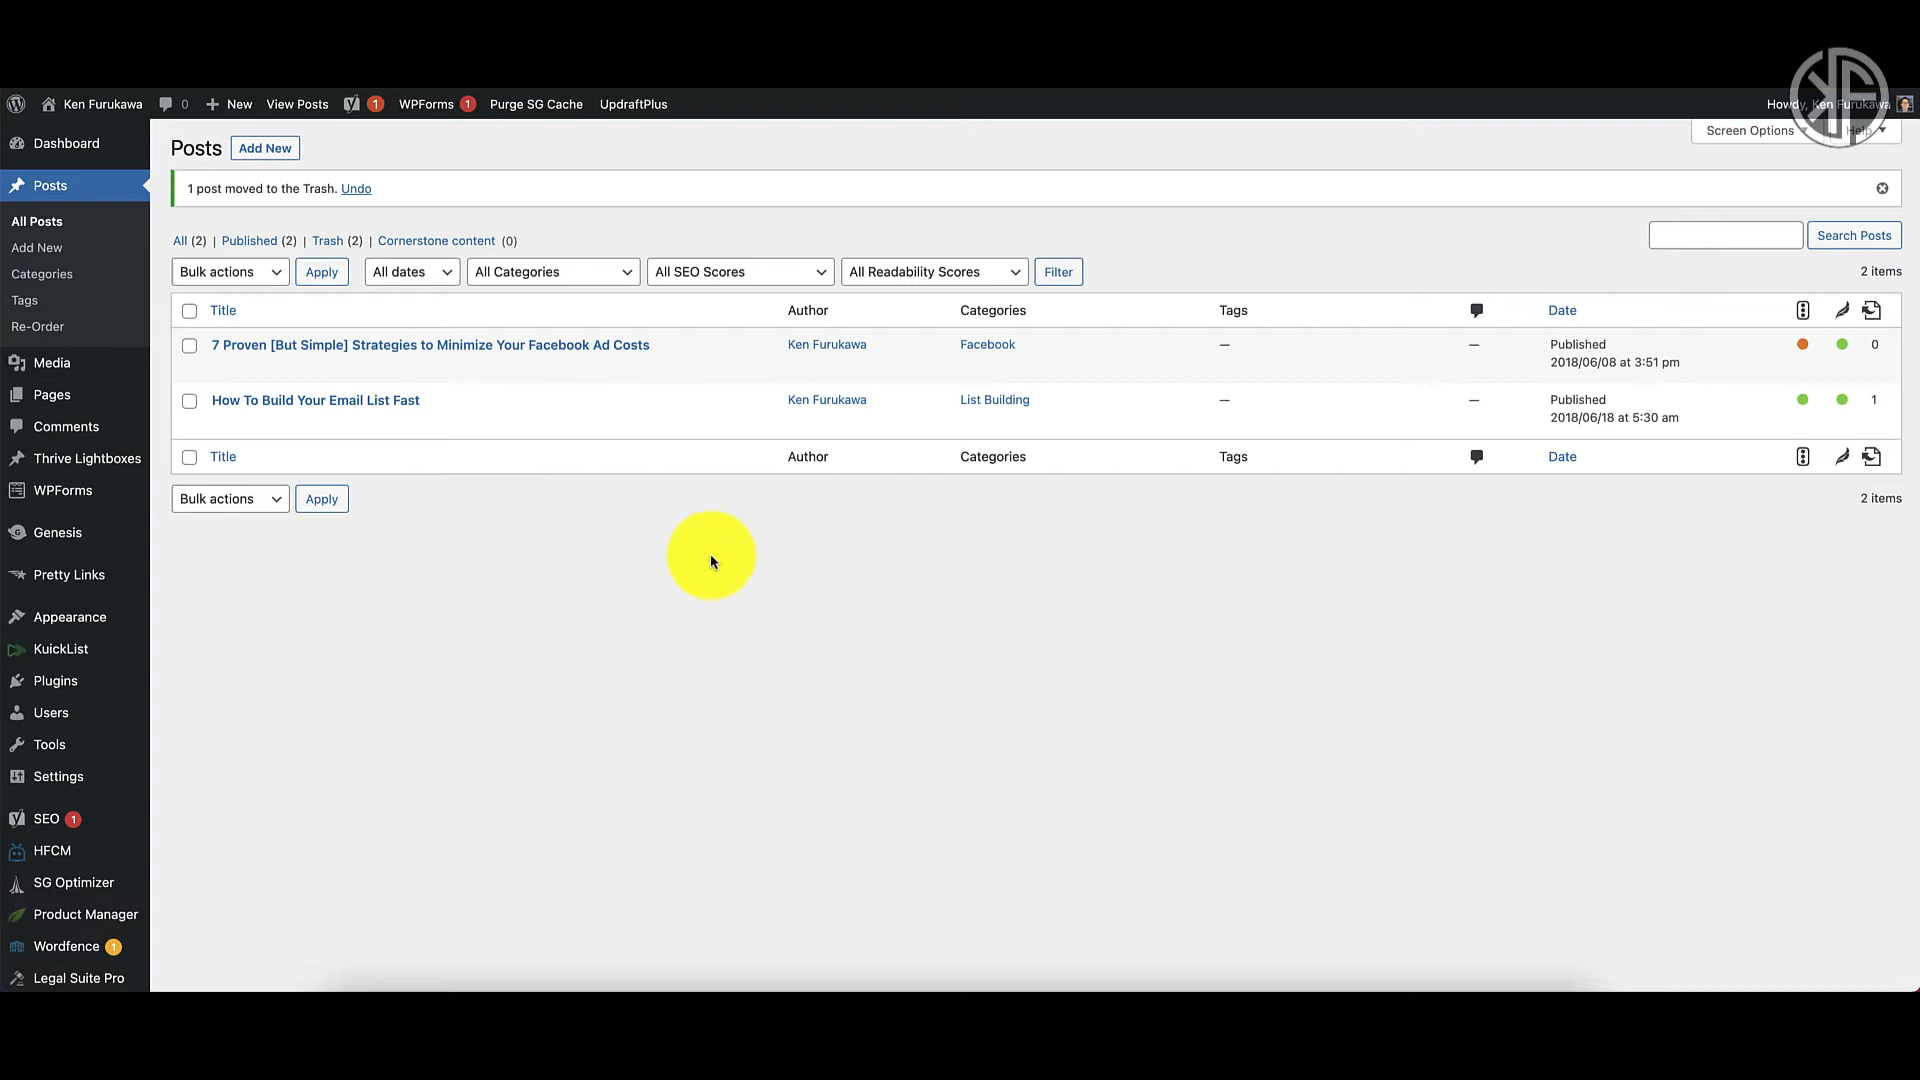 Ken Furukawa 0 New View Posts 1 WPForms 1 Purge SG Cache UpdraftPlus Howdy, Ken Furukawa
KF
Screen Options Help
Dashboard
Posts
All Posts
Add New
Categories
Tags
Re-Order
Media
Pages
Comments
Thrive Lightboxes
WPForms
Genesis
Pretty Links
Appearance
KuickList
Plugins
Users
Tools
Settings
SEO 1
HFCM
SG Optimizer
Product Manager
Wordfence 1
Legal Suite Pro
Posts Add New
1 post moved to the Trash. Undo
All (2) | Published (2) | Trash (2) | Cornerstone content (0)
Search Posts
Bulk actions Apply All dates All Categories All SEO Scores All Readability Scores Filter 2 items
Title Author Categories Tags Date
7 Proven [But Simple] Strategies to Minimize Your Facebook Ad Costs Ken Furukawa Facebook — — Published 0
2018/06/08 at 3:51 pm
How To Build Your Email List Fast Ken Furukawa List Building — — Published 1
2018/06/18 at 5:30 am
Title Author Categories Tags Date
Bulk actions Apply 2 items